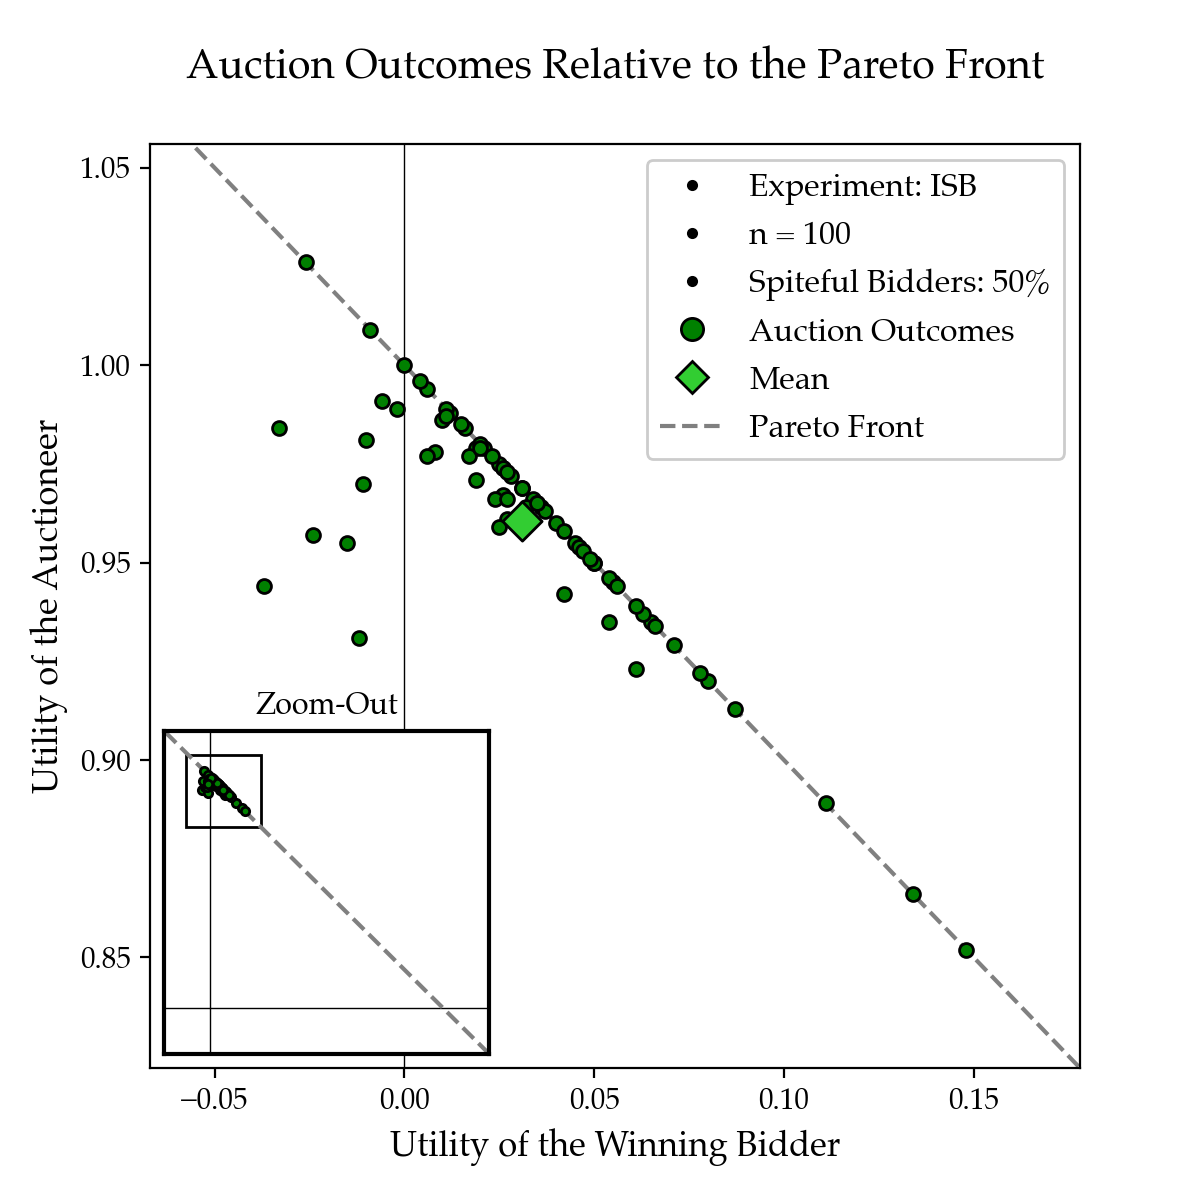 Auction Outcomes Relative to the Pareto Front
Experiment: ISB
n = 100
Spiteful Bidders: 50%
Auction Outcomes
Mean
Pareto Front
Utility of the Auctioneer
1.05
1.00
0.95
0.90
0.85
Zoom-Out
−0.05
0.00
0.05
0.10
0.15
Utility of the Winning Bidder